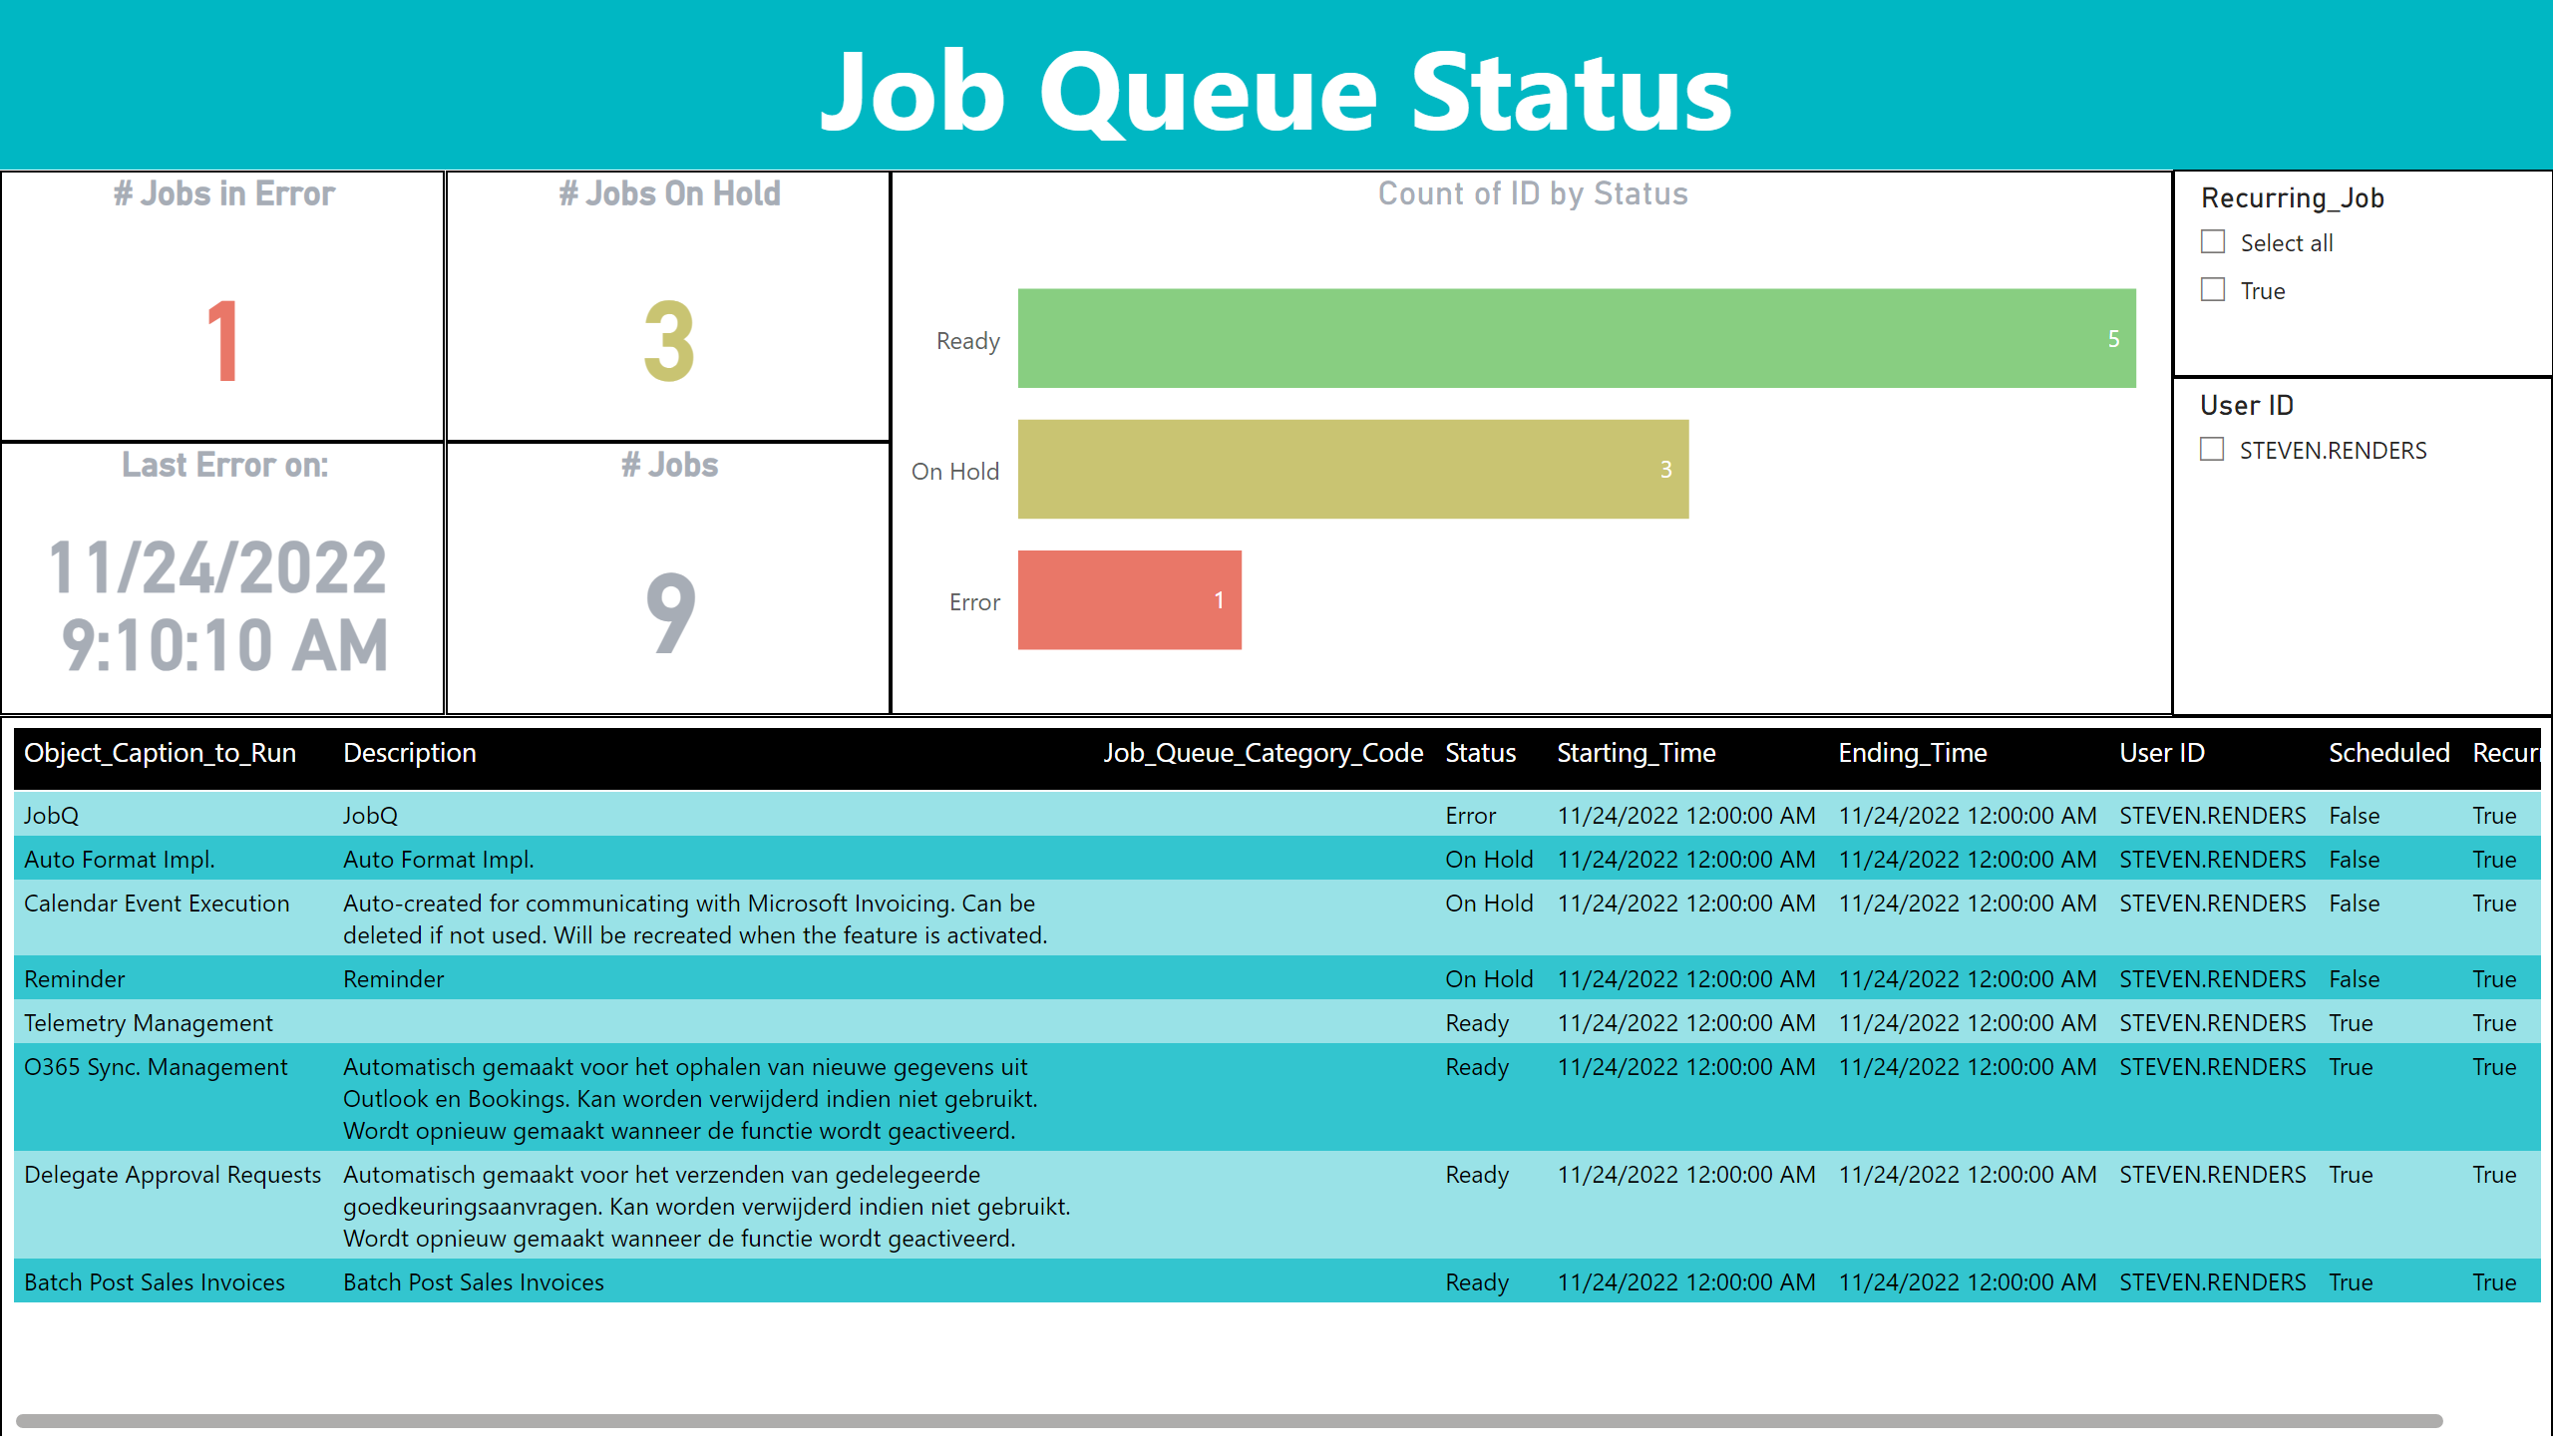 Job Queue Status
# Jobs in Error
1
# Jobs On Hold
3
Last Error on:
11/24/2022
9:10:10 AM
# Jobs
9
Count of ID by Status
Ready 5
On Hold 3
Error 1
Recurring_Job
Select all
True
User ID
STEVEN.RENDERS
Object_Caption_to_Run Description Job_Queue_Category_Code Status Starting_Time Ending_Time User ID Scheduled Recurr
JobQ JobQ Error 11/24/2022 12:00:00 AM 11/24/2022 12:00:00 AM STEVEN.RENDERS False True
Auto Format Impl. Auto Format Impl. On Hold 11/24/2022 12:00:00 AM 11/24/2022 12:00:00 AM STEVEN.RENDERS False True
Calendar Event Execution Auto-created for communicating with Microsoft Invoicing. Can be On Hold 11/24/2022 12:00:00 AM 11/24/2022 12:00:00 AM STEVEN.RENDERS False True
deleted if not used. Will be recreated when the feature is activated.
Reminder Reminder On Hold 11/24/2022 12:00:00 AM 11/24/2022 12:00:00 AM STEVEN.RENDERS False True
Telemetry Management Ready 11/24/2022 12:00:00 AM 11/24/2022 12:00:00 AM STEVEN.RENDERS True True
O365 Sync. Management Automatisch gemaakt voor het ophalen van nieuwe gegevens uit Ready 11/24/2022 12:00:00 AM 11/24/2022 12:00:00 AM STEVEN.RENDERS True True
Outlook en Bookings. Kan worden verwijderd indien niet gebruikt.
Wordt opnieuw gemaakt wanneer de functie wordt geactiveerd.
Delegate Approval Requests Automatisch gemaakt voor het verzenden van gedelegeerde Ready 11/24/2022 12:00:00 AM 11/24/2022 12:00:00 AM STEVEN.RENDERS True True
goedkeuringsaanvragen. Kan worden verwijderd indien niet gebruikt.
Wordt opnieuw gemaakt wanneer de functie wordt geactiveerd.
Batch Post Sales Invoices Batch Post Sales Invoices Ready 11/24/2022 12:00:00 AM 11/24/2022 12:00:00 AM STEVEN.RENDERS True True